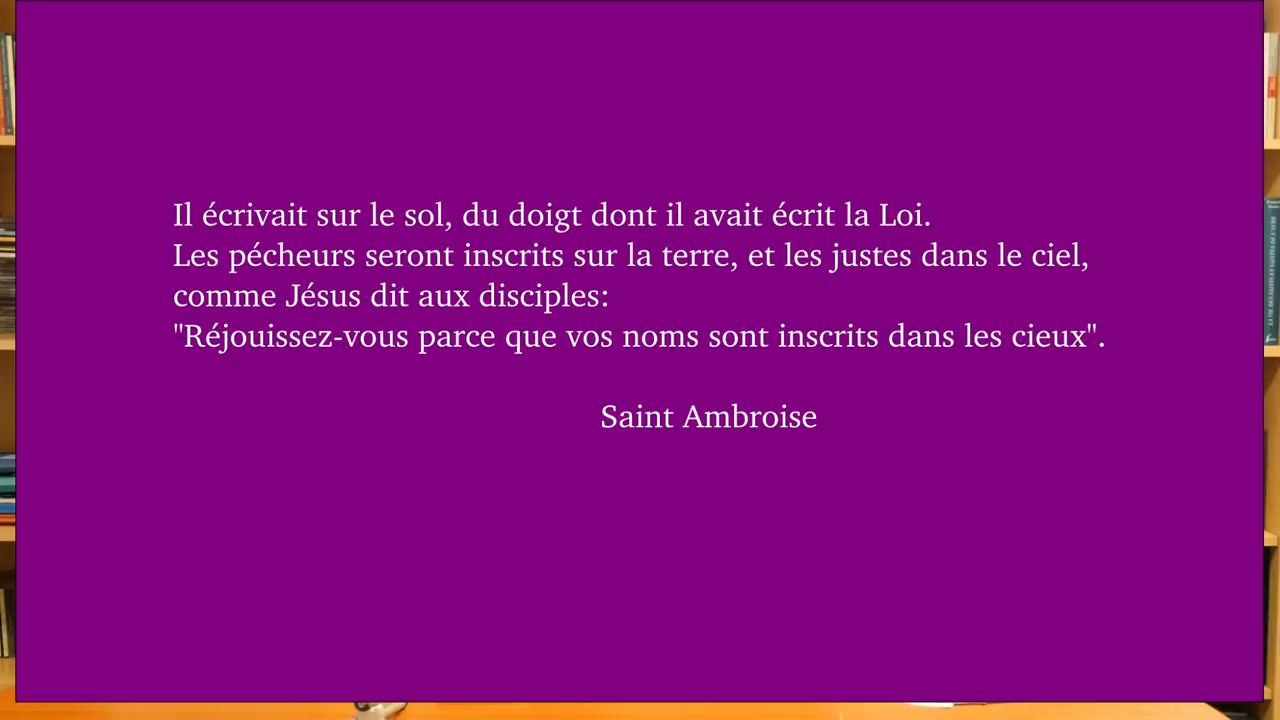 Il écrivait sur le sol, du doigt dont il avait écrit la Loi.
Les pécheurs seront inscrits sur la terre, et les justes dans le ciel,
comme Jésus dit aux disciples:
"Réjouissez-vous parce que vos noms sont inscrits dans les cieux".
Saint Ambroise